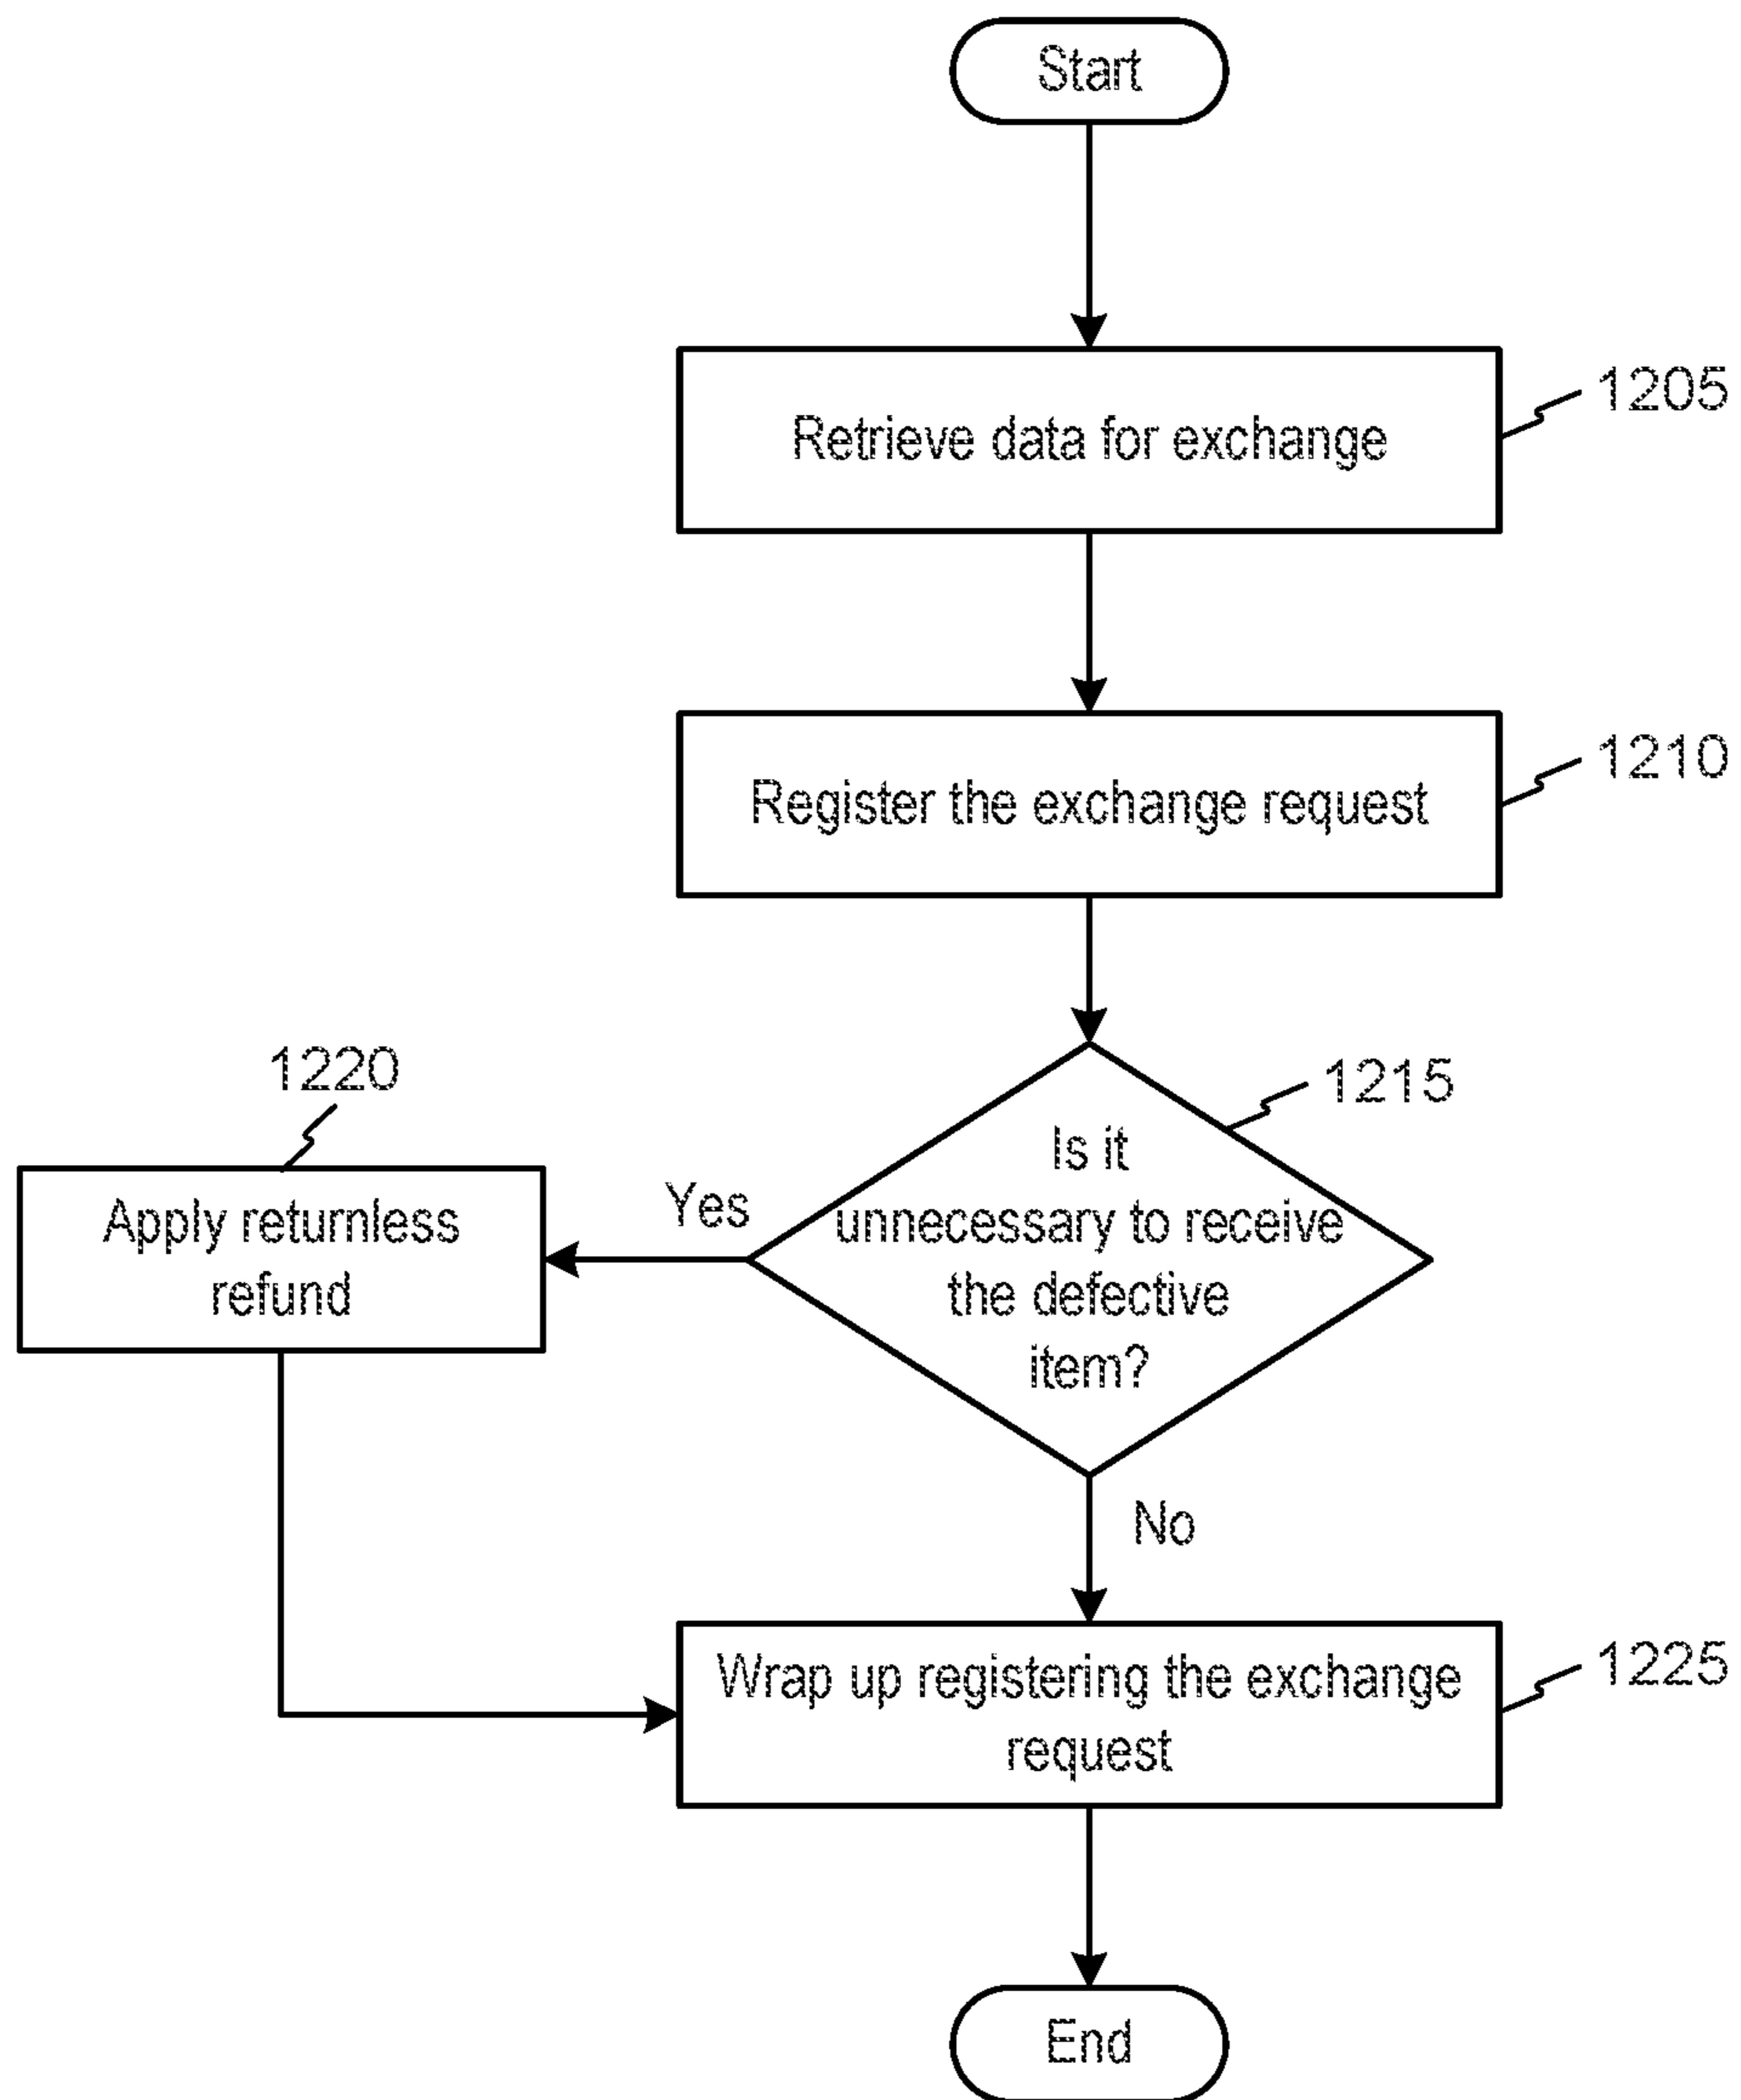 Start
Retrieve data for exchange
1205
Register the exchange request
1210
1220
1215
Is it
unnecessary to receive
the defective
item?
Yes
Apply returnless
refund
No
Wrap up registering the exchange
request
1225
End